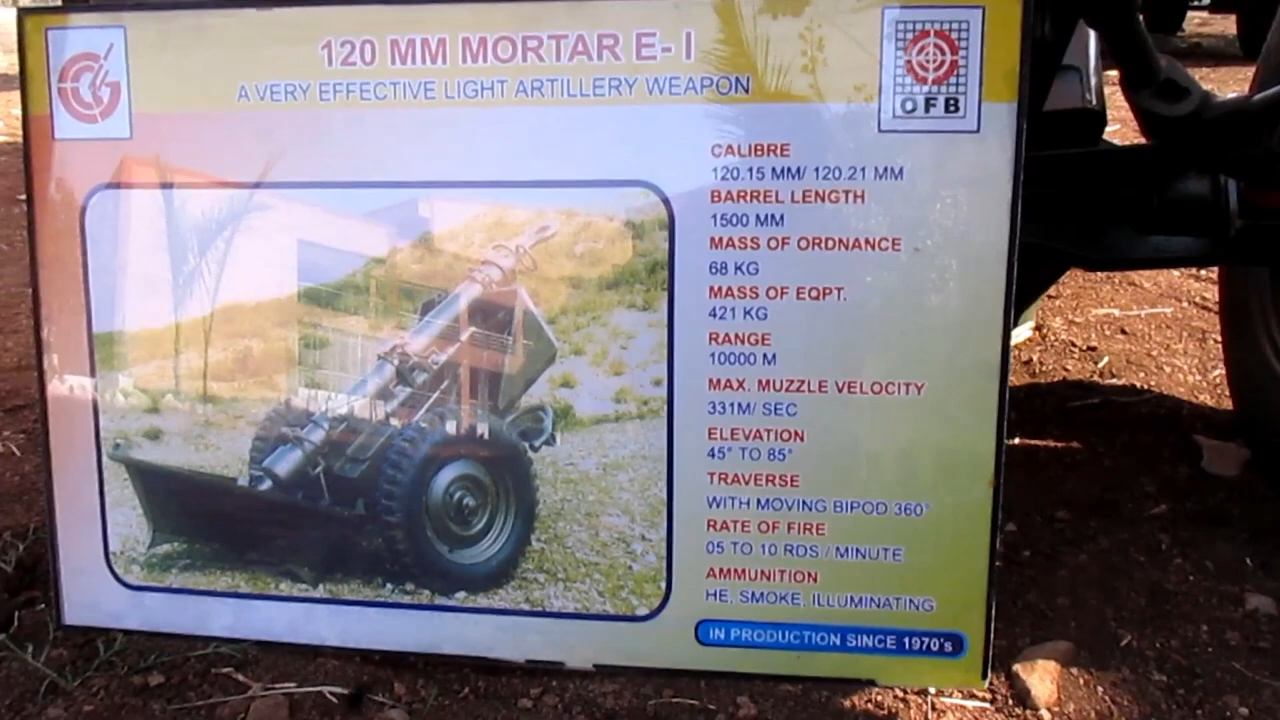 120 MM MORTAR E- I
A VERY EFFECTIVE LIGHT ARTILLERY WEAPON
OFB
CALIBRE
120.15 MM/ 120.21 MM
BARREL LENGTH
1500 MM
MASS OF ORDNANCE
68 KG
MASS OF EQPT.
421 KG
RANGE
10000 M
MAX. MUZZLE VELOCITY
331M/ SEC
ELEVATION
45° TO 85°
TRAVERSE
WITH MOVING BIPOD 360°
RATE OF FIRE
05 TO 10 RDS / MINUTE
AMMUNITION
HE, SMOKE, ILLUMINATING
IN PRODUCTION SINCE 1970's